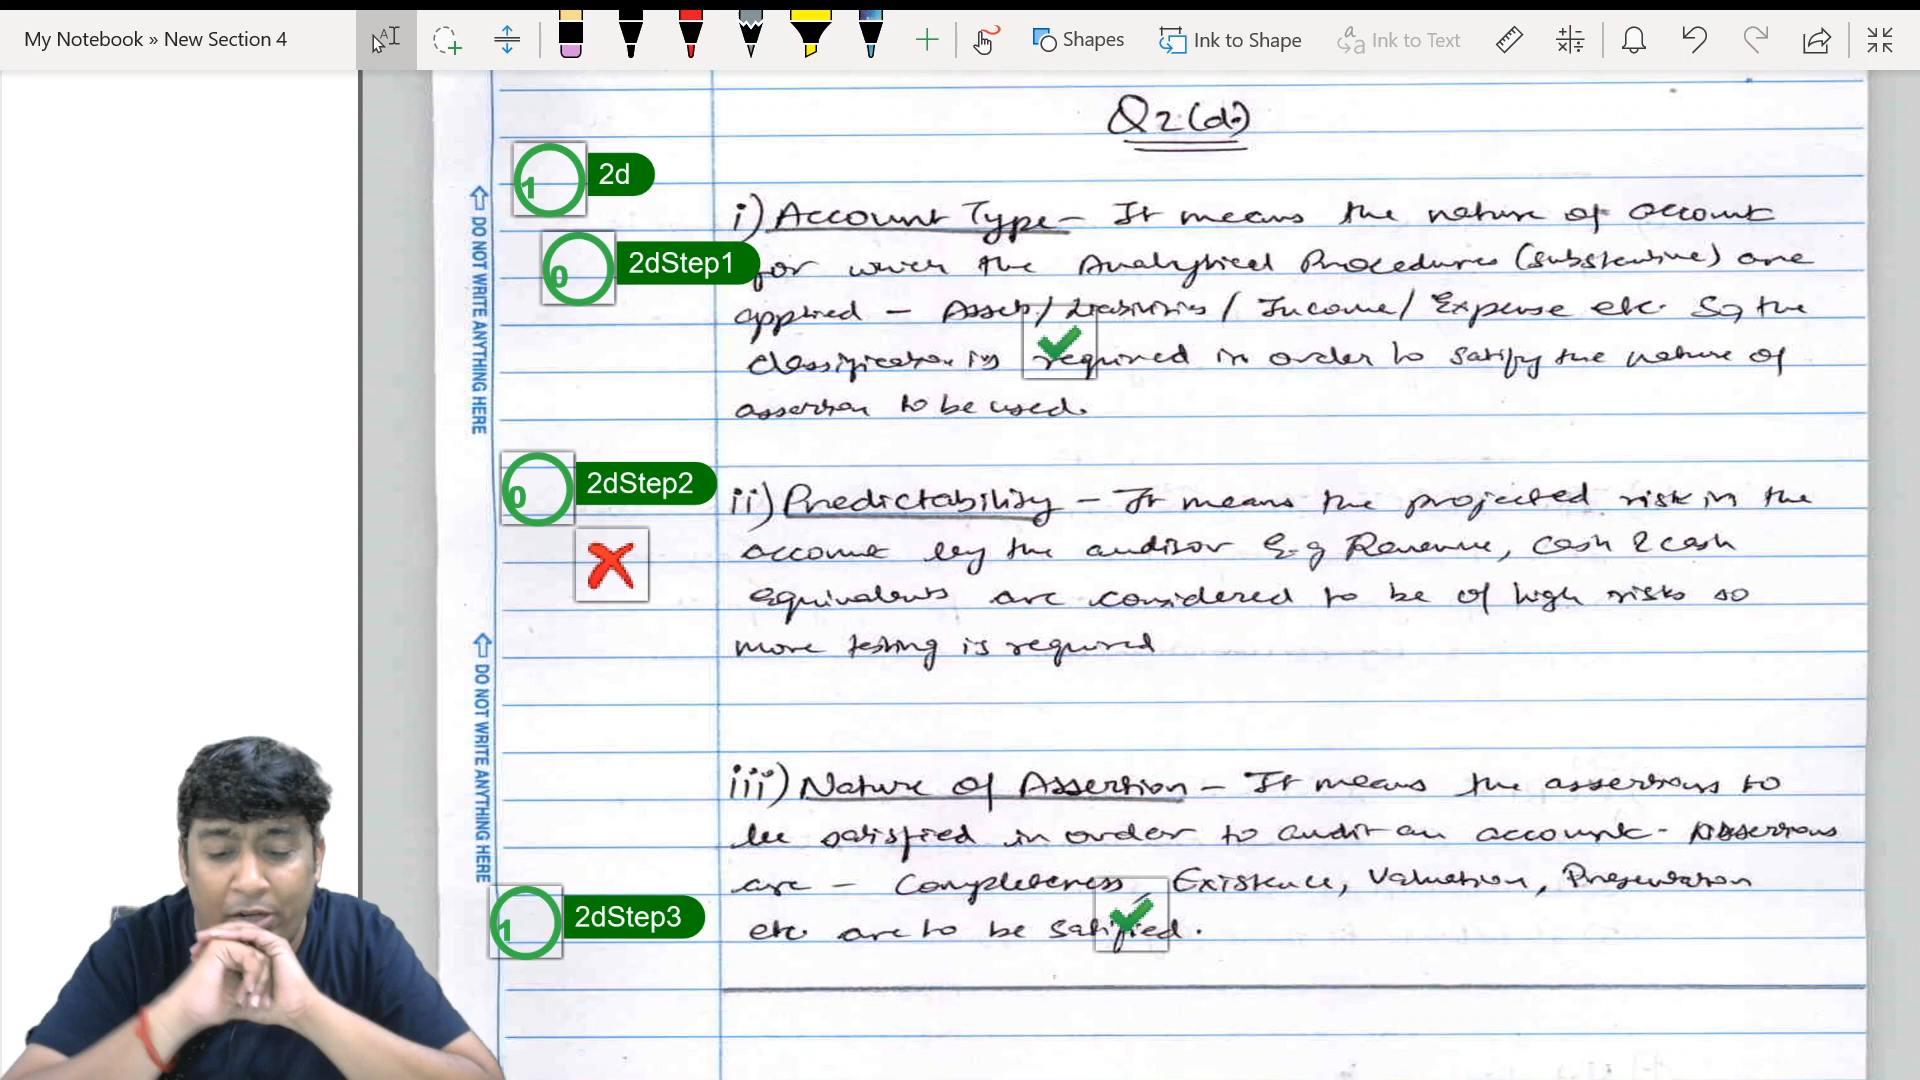 My Notebook » New Section 4
Shapes
Ink to Shape
Ink to Text
Q2(d)
1 2d
i) Account Type - It means the nature of account
0 2dStep1
for which the Analytical Procedures (substantive) are
applied - Assets/Liabilities/Income/Expense etc. So, the
classification is required in order to satify the nature of
assertion to be used.
0 2dStep2
ii) Predictability - It means the projected risk in the
account by the auditor E.g Revenue, cash & cash
equivalents are considered to be of high risks so
more testing is required
iii) Nature of Assertion - It means the assertions to
be satisfied in order to audit an account - Assertions
are - Completeness, Existence, Valuation, Presentation
1 2dStep3
etc are to be satified.
DO NOT WRITE ANYTHING HERE
DO NOT WRITE ANYTHING HERE